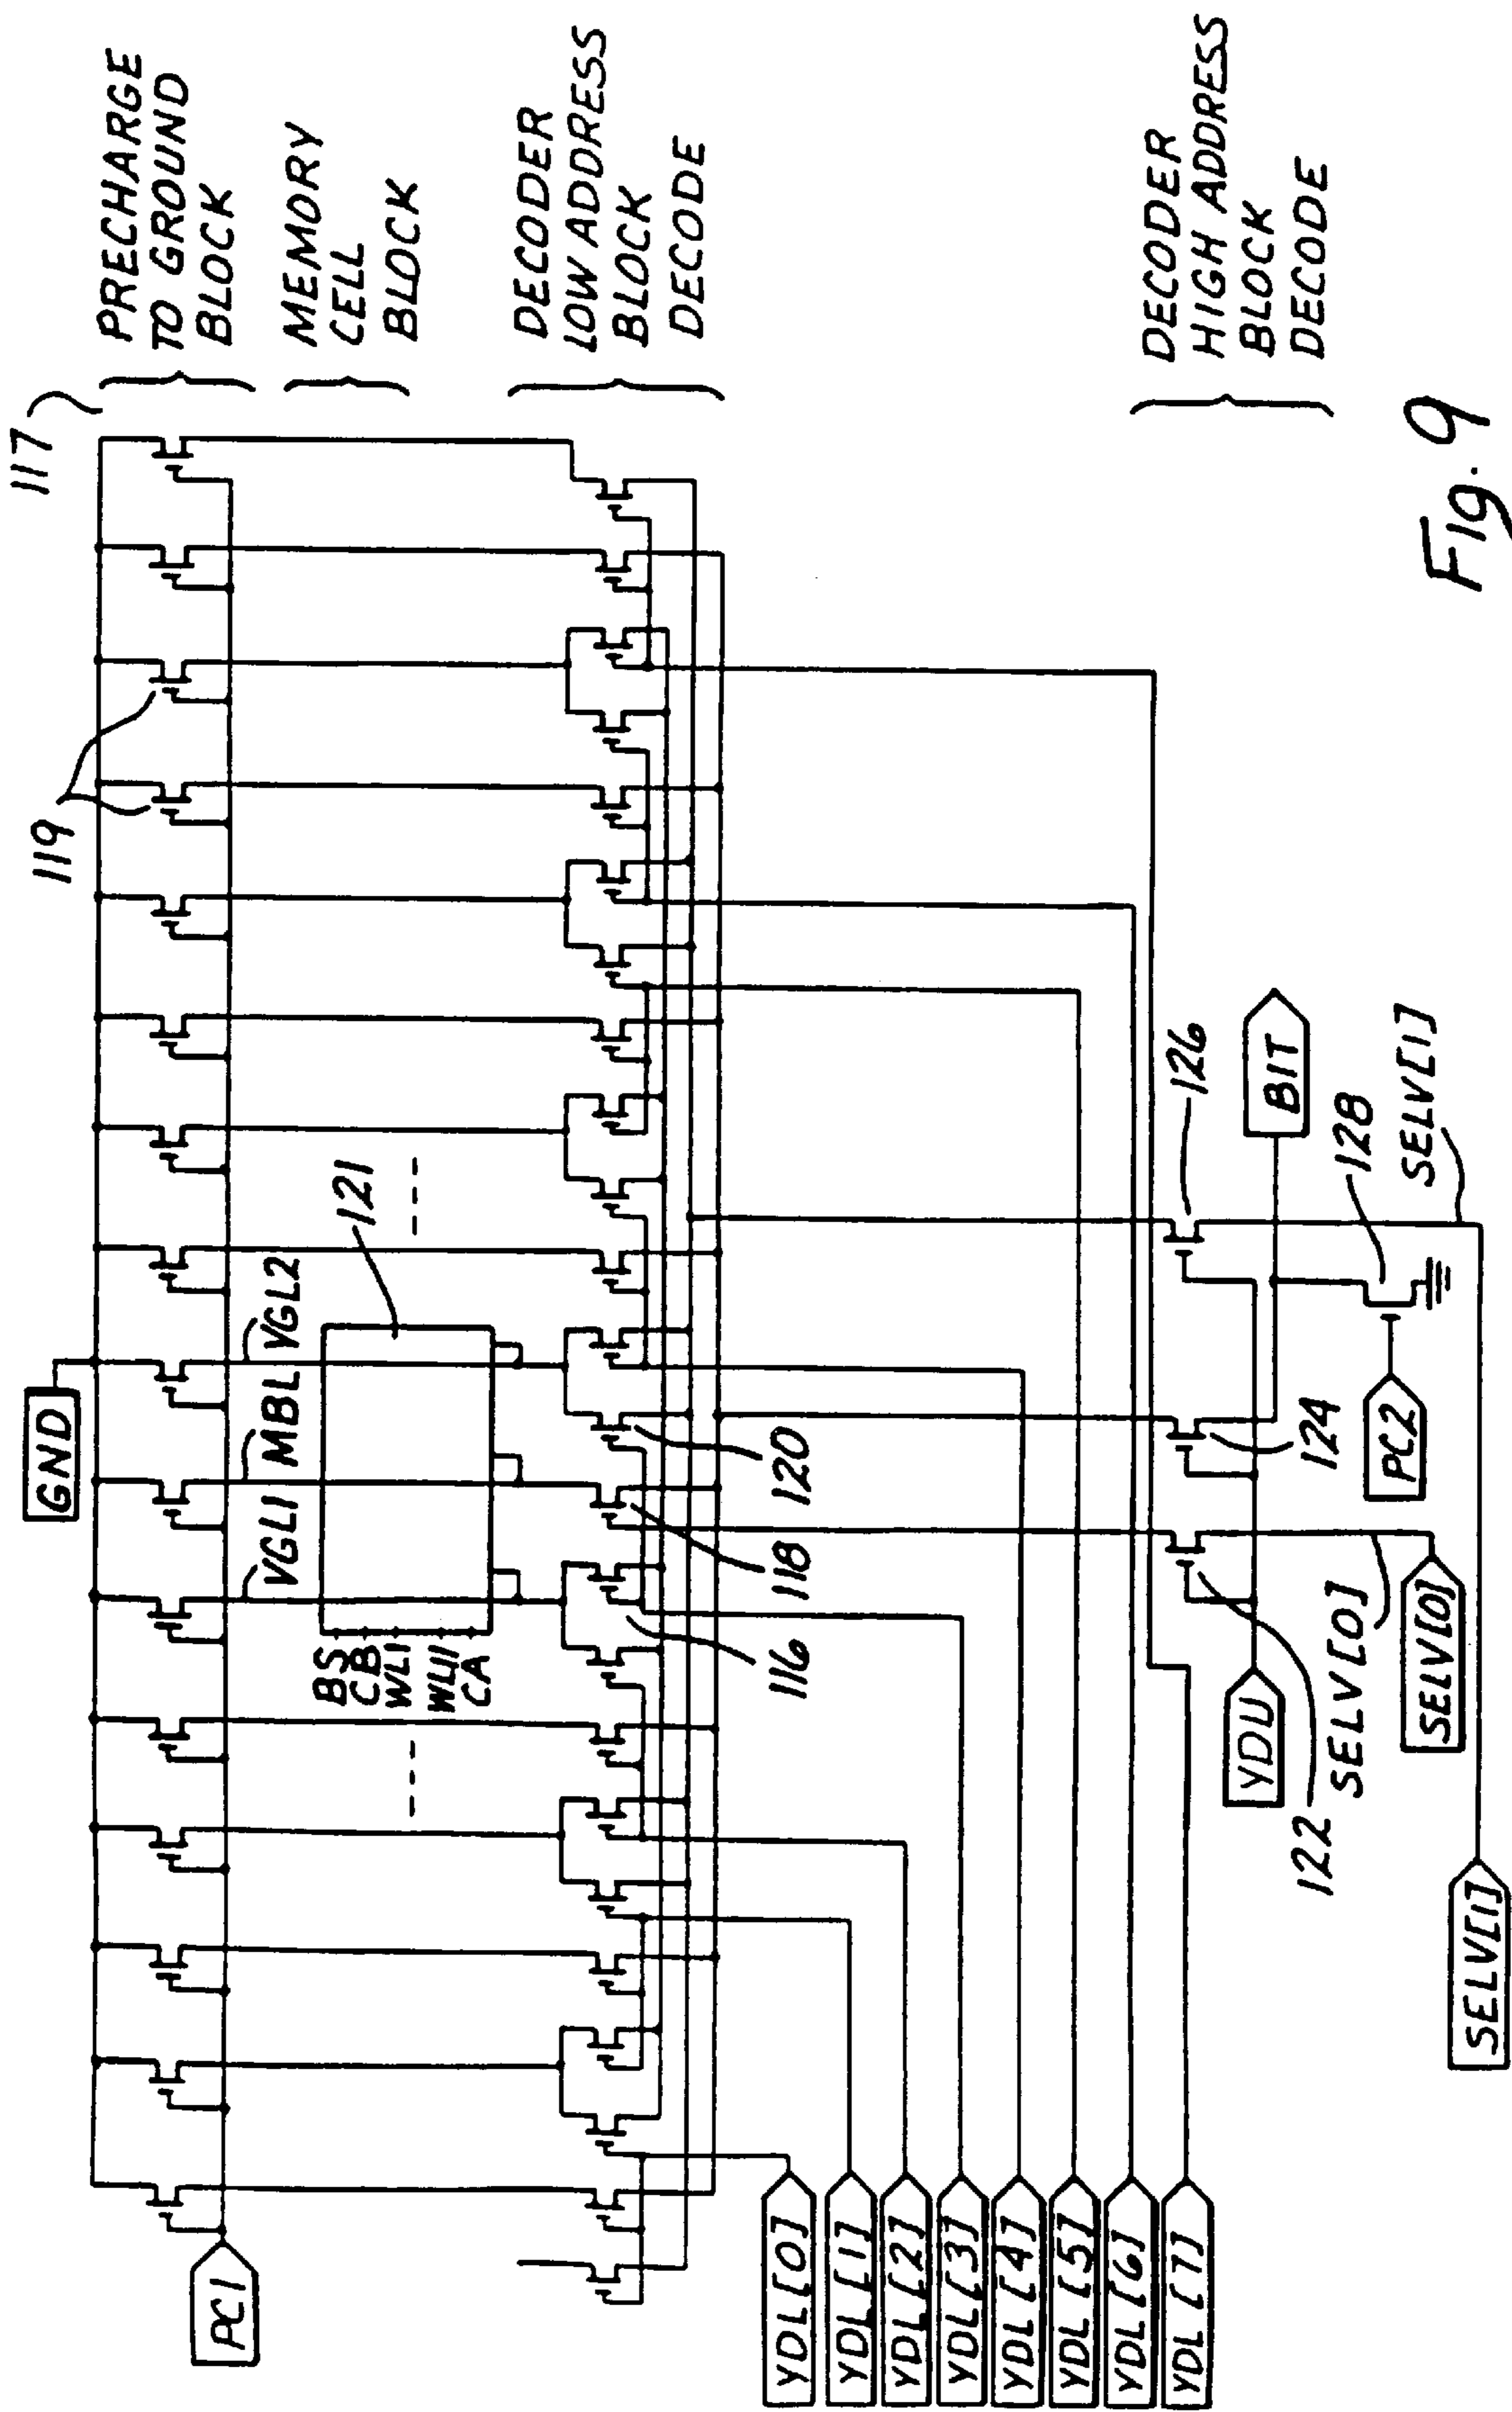 117
PRECHARGE
TO GROUND
BLOCK
MEMORY
CELL
BLOCK
DECODER
LOW ADDRESS
BLOCK
DECODE
DECODER
HIGH ADDRESS
BLOCK
DECODE
119
GND
PC1
VGL1
MBL
VGL2
121
BS
CB
WL1
WL11
CA
116
118
120
YDL[0]
YDL[1]
YDL[2]
YDL[3]
YDL[4]
YDL[5]
YDL[6]
YDL[7]
122
124
126
BIT
YDU
PC2
128
SELV[0]
SELV[0]
SELV[1]
SELV[1]
Fig. 9